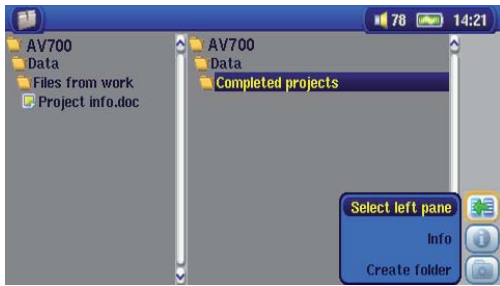 78 14:21
AV700
Data
Files from work
Project info.doc
AV700
Data
Completed projects
Select left pane
Info
Create folder